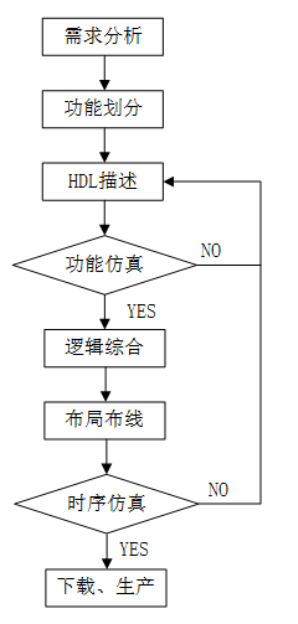 需求分析
功能划分
HDL描述
功能仿真
NO
YES
逻辑综合
布局布线
时序仿真
NO
YES
下载、生产